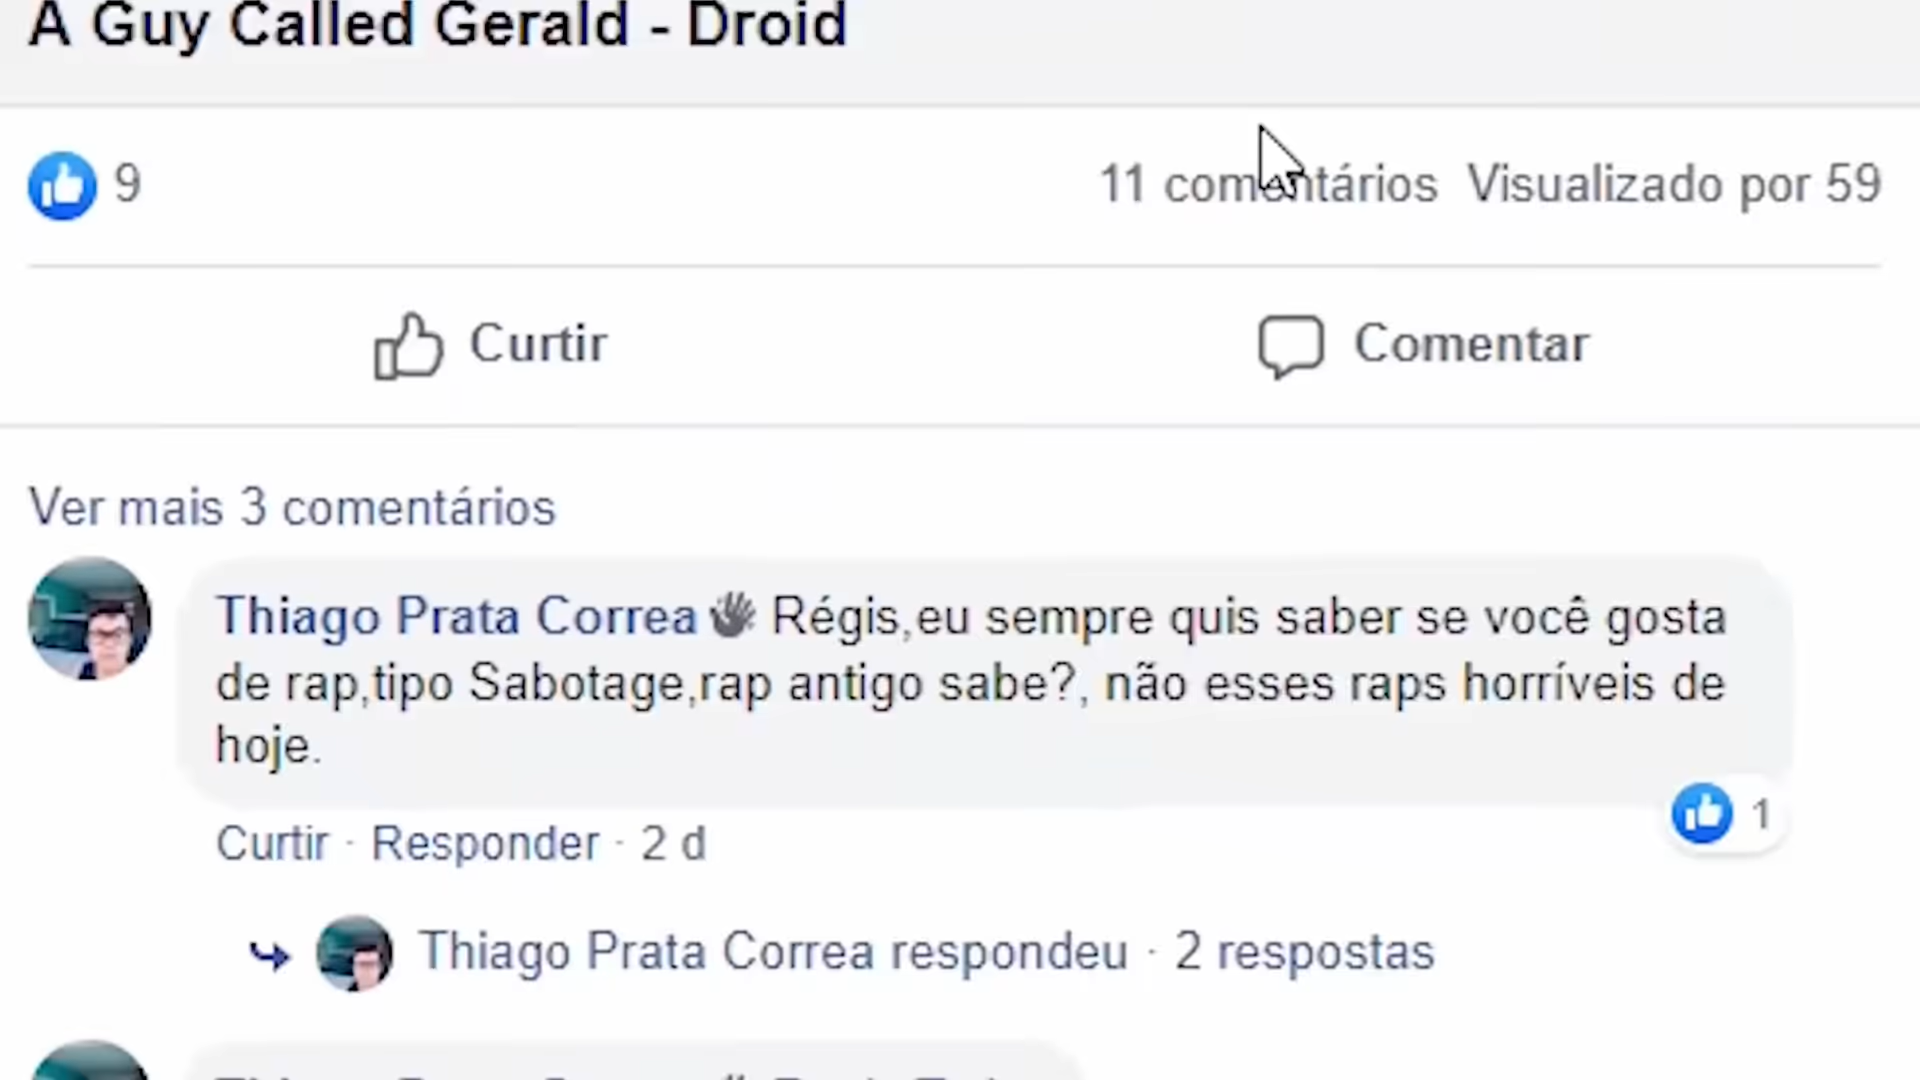 A Guy Called Gerald - Droid
9
11 comentários Visualizado por 59
Curtir
Comentar
Ver mais 3 comentários
Thiago Prata Correa Régis,eu sempre quis saber se você gosta
de rap,tipo Sabotage,rap antigo sabe?, não esses raps horríveis de
hoje.
1
Curtir · Responder · 2 d
Thiago Prata Correa respondeu · 2 respostas